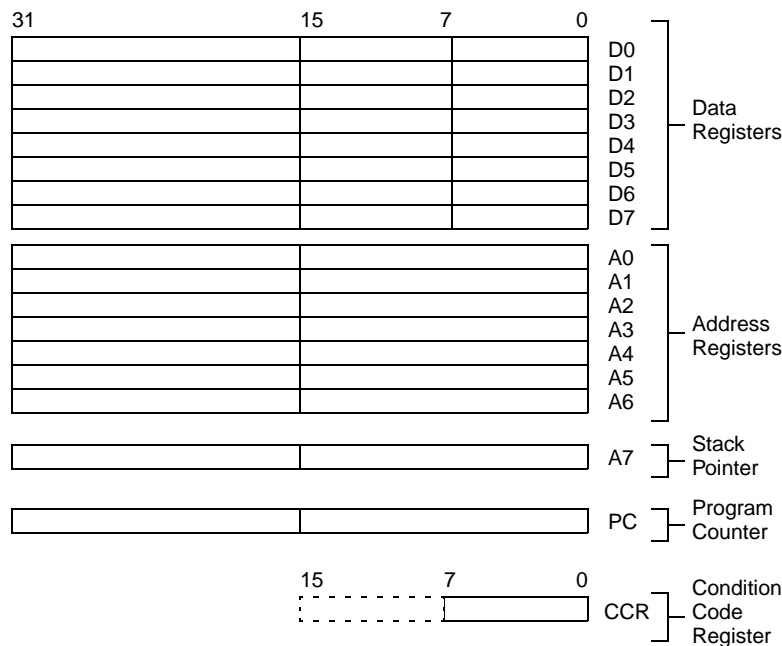 31 15 7 0
D0
D1
D2
D3
D4
D5
D6
D7
Data
Registers
A0
A1
A2
A3
A4
A5
A6
Address
Registers
A7
Stack
Pointer
PC
Program
Counter
15 7 0
CCR
Condition
Code
Register